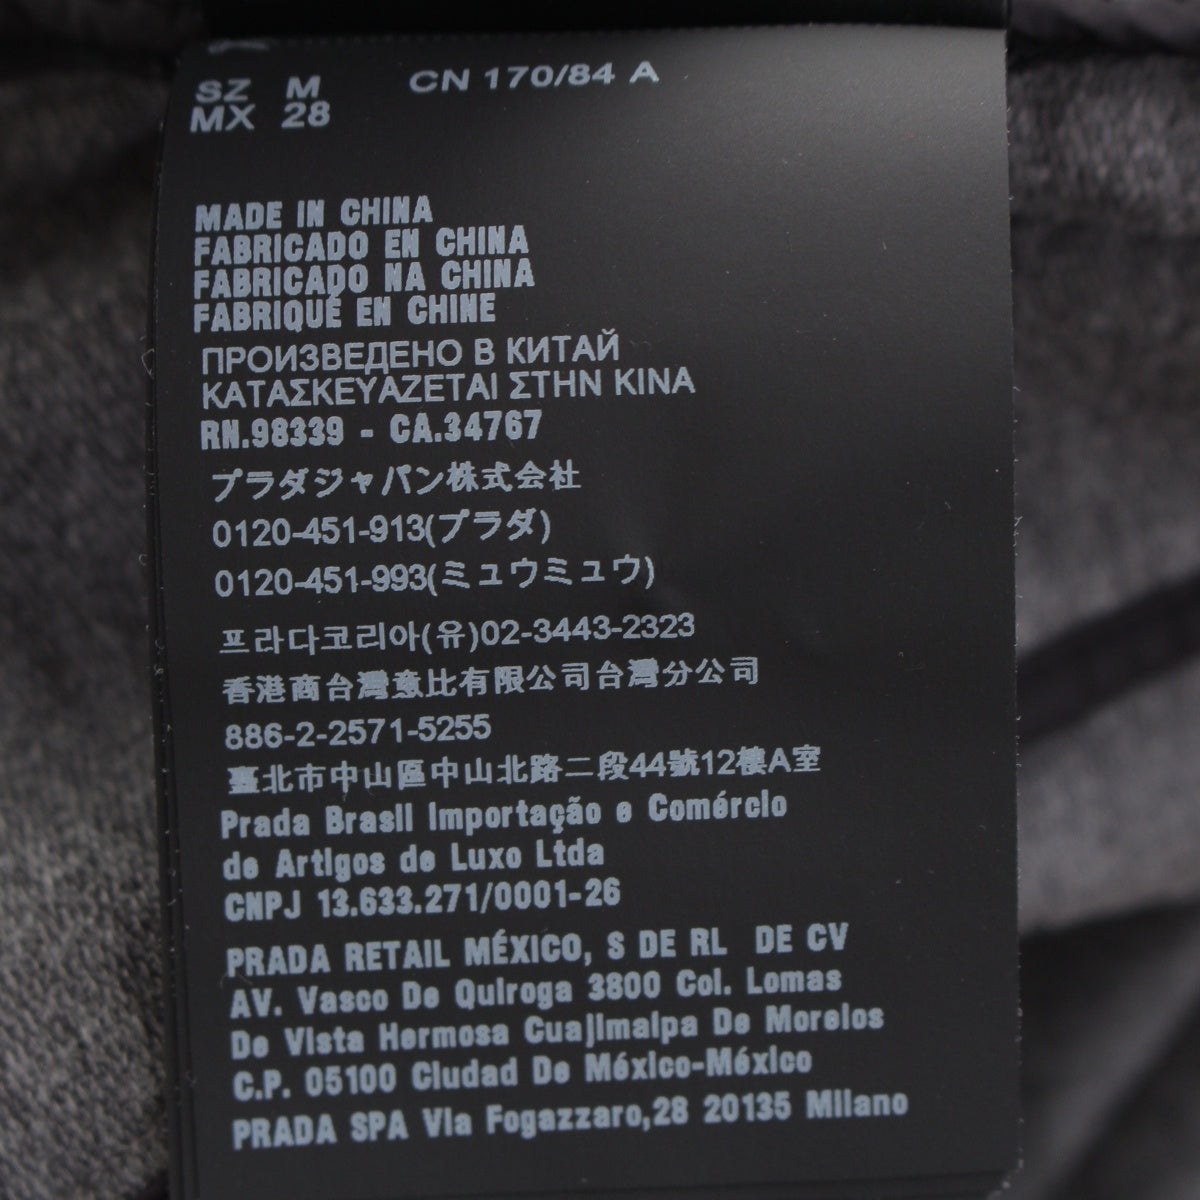 SZ M CN 170/84 A
MX 28
MADE IN CHINA
FABRICADO EN CHINA
FABRICADO NA CHINA
FABRIQUÉ EN CHINE
ПРОИЗВЕДЕНО В КИТАЙ
ΚΑΤΑΣΚΕΥΑΖΕΤΑΙ ΣΤΗΝ ΚΙΝΑ
RN.98339 - CA.34767
プラダジャパン株式会社
0120-451-913(プラダ)
0120-451-993(ミュウミュウ)
프라다코리아(유)02-3443-2323
香港商台灣意比有限公司台灣分公司
886-2-2571-5255
臺北市中山區中山北路二段44號12樓A室
Prada Brasil Importação e Comércio
de Artigos de Luxo Ltda
CNPJ 13.633.271/0001-26
PRADA RETAIL MÉXICO, S DE RL DE CV
AV. Vasco De Quiroga 3800 Col. Lomas
De Vista Hermosa Cuajimalpa De Morelos
C.P. 05100 Ciudad De México-México
PRADA SPA Via Fogazzaro,28 20135 Milano